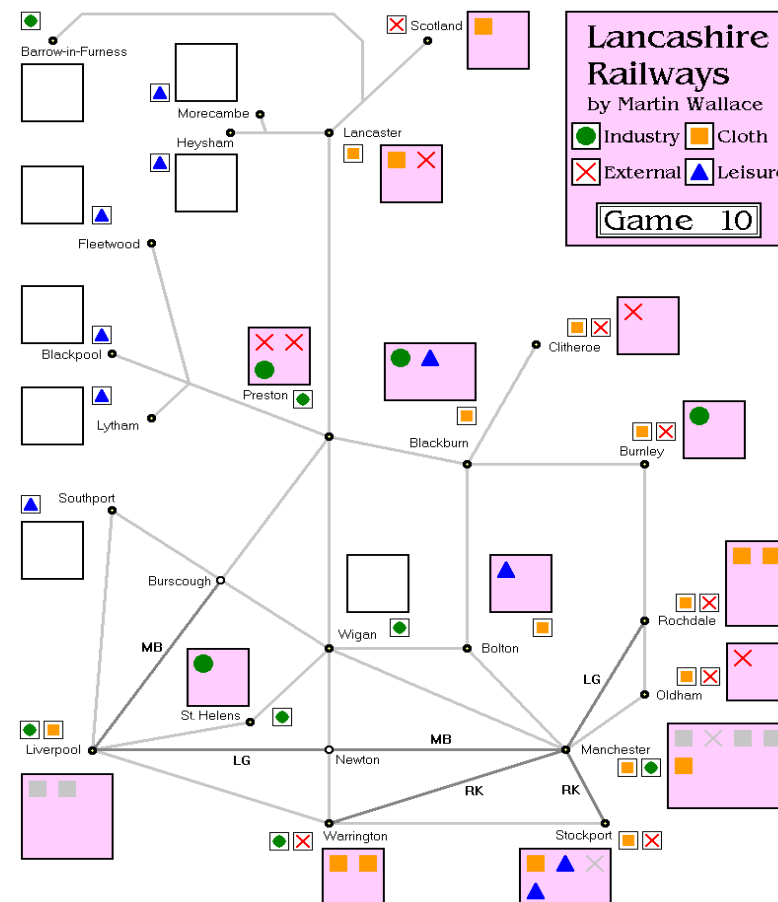 Scotland
Barrow-in-Furness
Lancashire
Railways
by Martin Wallace
Industry
Cloth
External
Leisure
Game 10
Morecambe
Heysham
Lancaster
Fleetwood
Clitheroe
Blackpool
Preston
Lytham
Blackburn
Burnley
Southport
Burscough
Wigan
Bolton
Rochdale
MB
LG
Oldham
St. Helens
Liverpool
LG
Newton
MB
Manchester
RK
RK
Warrington
Stockport